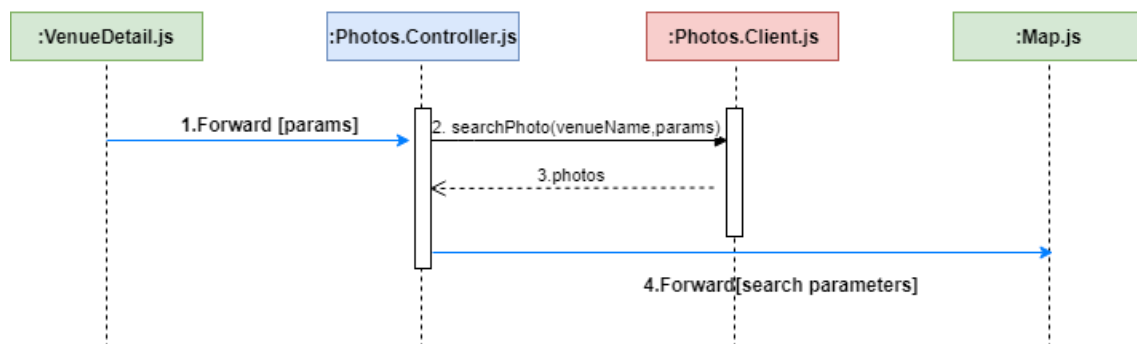 :VenueDetail.js
:Photos.Controller.js
:Photos.Client.js
:Map.js
1.Forward [params]
2. searchPhoto(venueName,params)
3.photos
4.Forward[search parameters]